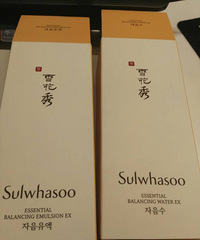 雪花秀
Sulwhasoo
ESSENTIAL
BALANCING EMULSION EX
자음유액
雪花秀
Sulwhasoo
ESSENTIAL
BALANCING WATER EX
자음수